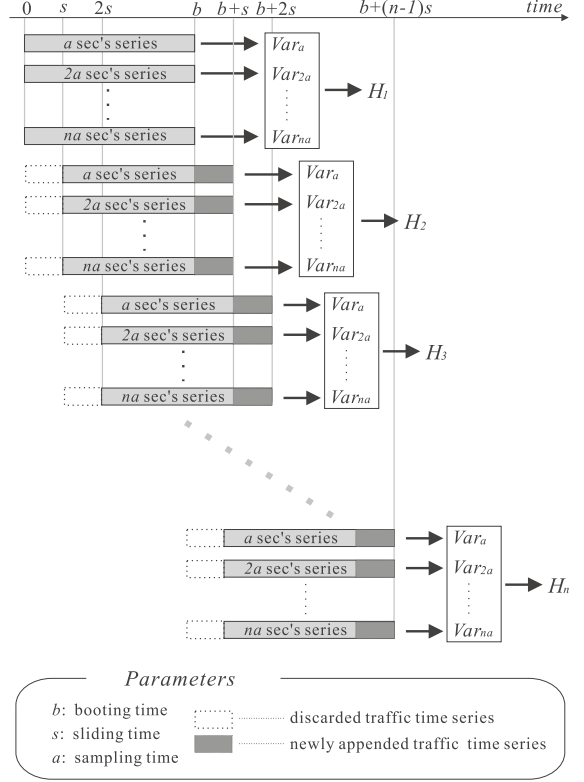 0 s 2s b b+s b+2s b+(n-1)s time
a sec's series Var_a
2a sec's series Var_2a H_1
na sec's series Var_na
a sec's series Var_a
2a sec's series Var_2a H_2
na sec's series Var_na
a sec's series Var_a
2a sec's series Var_2a H_3
na sec's series Var_na
a sec's series Var_a
2a sec's series Var_2a H_n
na sec's series Var_na
Parameters
b: booting time
s: sliding time
a: sampling time
discarded traffic time series
newly appended traffic time series